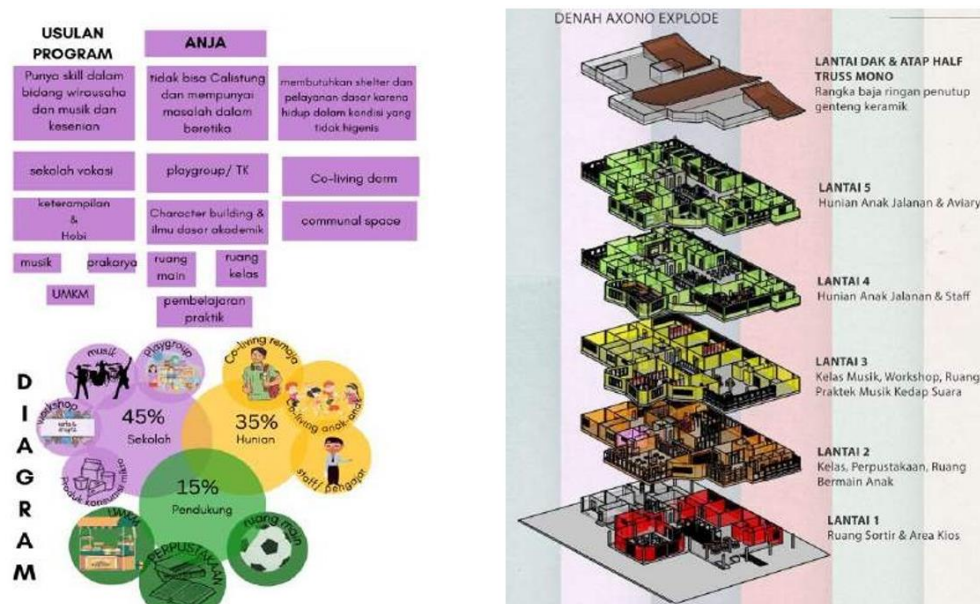 USULAN
PROGRAM
ANJA
Punya skill dalam
bidang wirausaha
dan musik dan
kesenian
tidak bisa Calistung
dan mempunyai
masalah dalam
beretika
membutuhkan shelter dan
pelayanan dasar karena
hidup dalam kondisi yang
tidak higenis
sekolah vokasi
playgroup/ TK
Co-living dorm
keterampilan
&
Hobi
Character building &
ilmu dasar akademik
communal space
musik
prakarya
ruang
main
ruang
kelas
UMKM
pembelajaran
praktik
DIAGRAM
musik
Playgroup
workshop
Produk konsumsi mikro
45%
Sekolah
Co-living remaja
co-living anak-anak
staff/ pengajar
35%
Hunian
15%
Pendukung
UMKM
PERPUSTAKAAN
ruang main
DENAH AXONO EXPLODE
LANTAI DAK & ATAP HALF
TRUSS MONO
Rangka baja ringan penutup
genteng keramik
LANTAI 5
Hunian Anak Jalanan & Aviary
LANTAI 4
Hunian Anak Jalanan & Staff
LANTAI 3
Kelas Musik, Workshop, Ruang
Praktek Musik Kedap Suara
LANTAI 2
Kelas, Perpustakaan, Ruang
Bermain Anak
LANTAI 1
Ruang Sortir & Area Kios